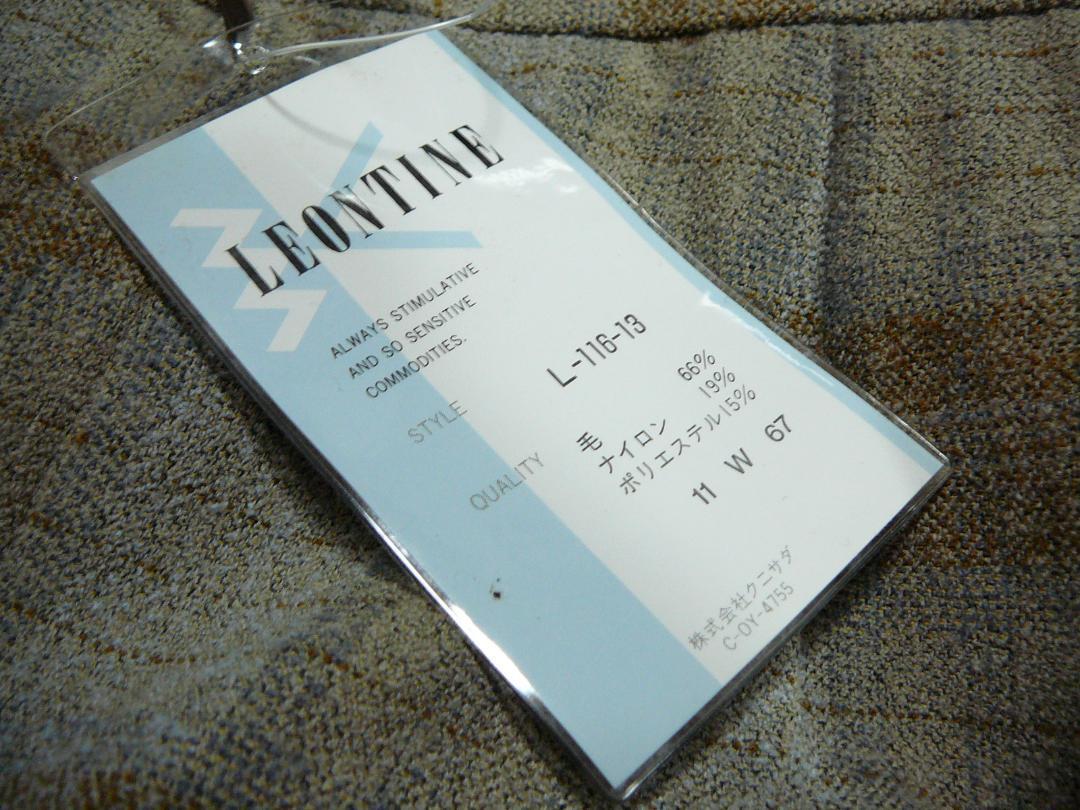 LEONTINE
ALWAYS STIMULATIVE
AND SO SENSITIVE
COMMODITIES.
STYLE L-116-13
QUALITY 毛 66%
ナイロン 19%
ポリエステル15%
11 W 67
株式会社クニサダ
C-OY-4755